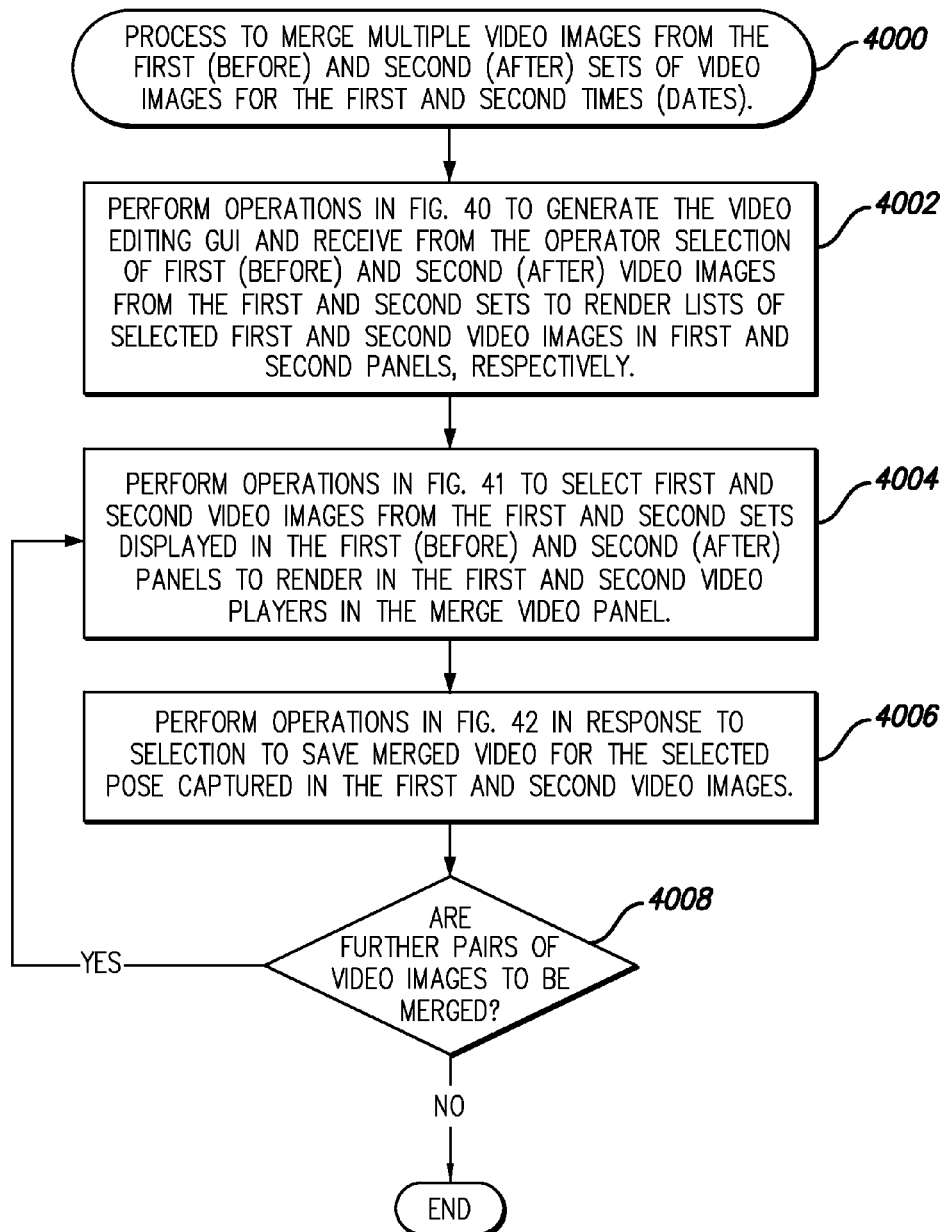 PROCESS TO MERGE MULTIPLE VIDEO IMAGES FROM THE
FIRST (BEFORE) AND SECOND (AFTER) SETS OF VIDEO
IMAGES FOR THE FIRST AND SECOND TIMES (DATES).
4000
PERFORM OPERATIONS IN FIG. 40 TO GENERATE THE VIDEO
EDITING GUI AND RECEIVE FROM THE OPERATOR SELECTION
OF FIRST (BEFORE) AND SECOND (AFTER) VIDEO IMAGES
FROM THE FIRST AND SECOND SETS TO RENDER LISTS OF
SELECTED FIRST AND SECOND VIDEO IMAGES IN FIRST AND
SECOND PANELS, RESPECTIVELY.
4002
PERFORM OPERATIONS IN FIG. 41 TO SELECT FIRST AND
SECOND VIDEO IMAGES FROM THE FIRST AND SECOND SETS
DISPLAYED IN THE FIRST (BEFORE) AND SECOND (AFTER)
PANELS TO RENDER IN THE FIRST AND SECOND VIDEO
PLAYERS IN THE MERGE VIDEO PANEL.
4004
PERFORM OPERATIONS IN FIG. 42 IN RESPONSE TO
SELECTION TO SAVE MERGED VIDEO FOR THE SELECTED
POSE CAPTURED IN THE FIRST AND SECOND VIDEO IMAGES.
4006
ARE
FURTHER PAIRS OF
VIDEO IMAGES TO BE
MERGED?
4008
YES
NO
END